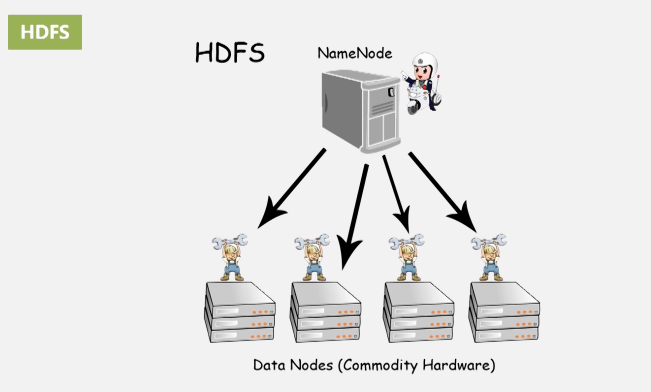 HDFS
HDFS
NameNode
Data Nodes (Commodity Hardware)